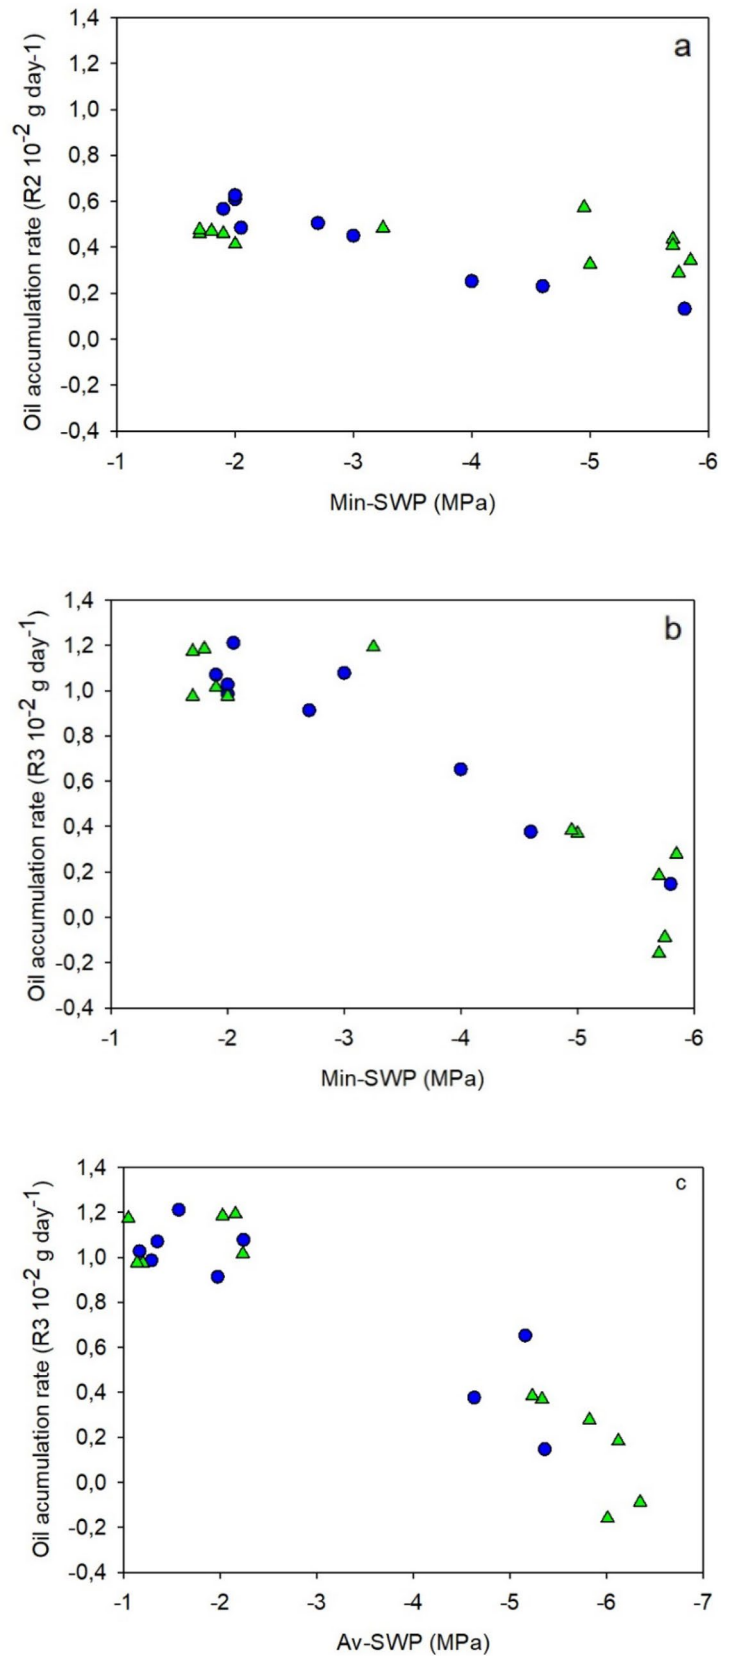 a
Oil accumulation rate (R2 10-2 g day-1)
1,4
1,2
1,0
0,8
0,6
0,4
0,2
0,0
-0,2
-0,4
-1 -2 -3 -4 -5 -6
Min-SWP (MPa)
b
Oil accumulation rate (R3 10-2 g day-1)
1,4
1,2
1,0
0,8
0,6
0,4
0,2
0,0
-0,2
-0,4
-1 -2 -3 -4 -5 -6
Min-SWP (MPa)
c
Oil acumulation rate (R3 10-2 g day-1)
1,4
1,2
1,0
0,8
0,6
0,4
0,2
0,0
-0,2
-0,4
-1 -2 -3 -4 -5 -6 -7
Av-SWP (MPa)